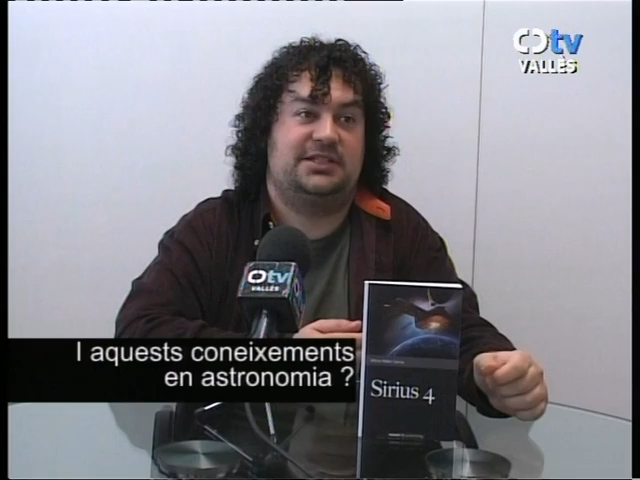 tv
VALLÈS
tv
VALLÈS
I aquests coneixements
en astronomia ?
Sirius 4